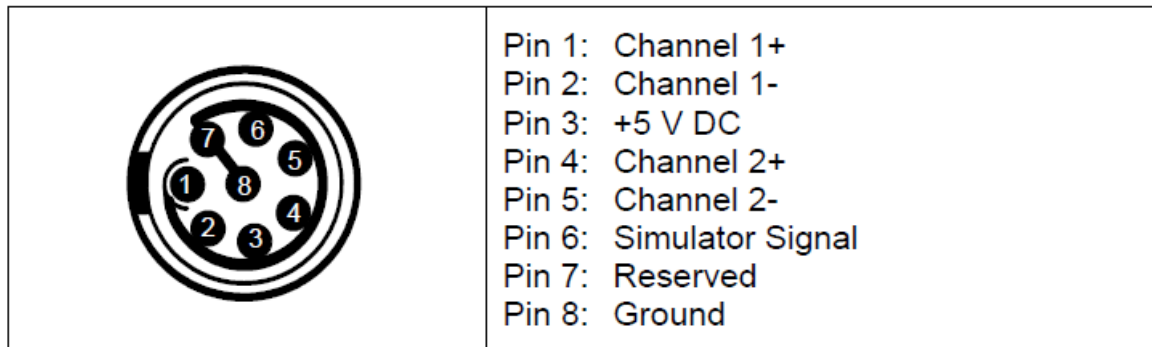 7
6
5
1
8
2
3
4
Pin 1: Channel 1+
Pin 2: Channel 1-
Pin 3: +5 V DC
Pin 4: Channel 2+
Pin 5: Channel 2-
Pin 6: Simulator Signal
Pin 7: Reserved
Pin 8: Ground